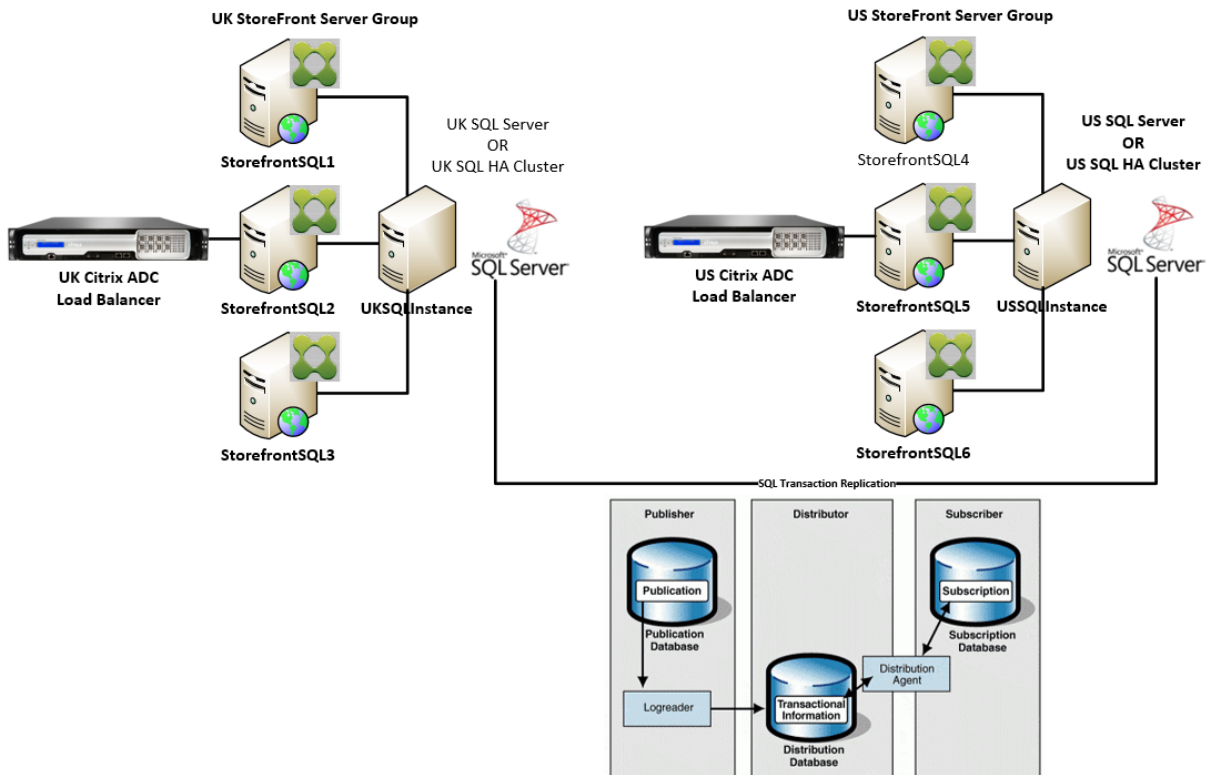 UK StoreFront Server Group
StorefrontSQL1
UK SQL Server
OR
UK SQL HA Cluster
UK Citrix ADC
Load Balancer
StorefrontSQL2
UKSQLInstance
Microsoft®
SQL Server
StorefrontSQL3
US StoreFront Server Group
StorefrontSQL4
US SQL Server
OR
US SQL HA Cluster
US Citrix ADC
Load Balancer
StorefrontSQL5
USSQLInstance
Microsoft®
SQL Server
StorefrontSQL6
SQL Transaction Replication
Publisher
Distributor
Subscriber
Publication
Publication
Database
Logreader
Transactional
Information
Distribution
Database
Distribution
Agent
Subscription
Subscription
Database